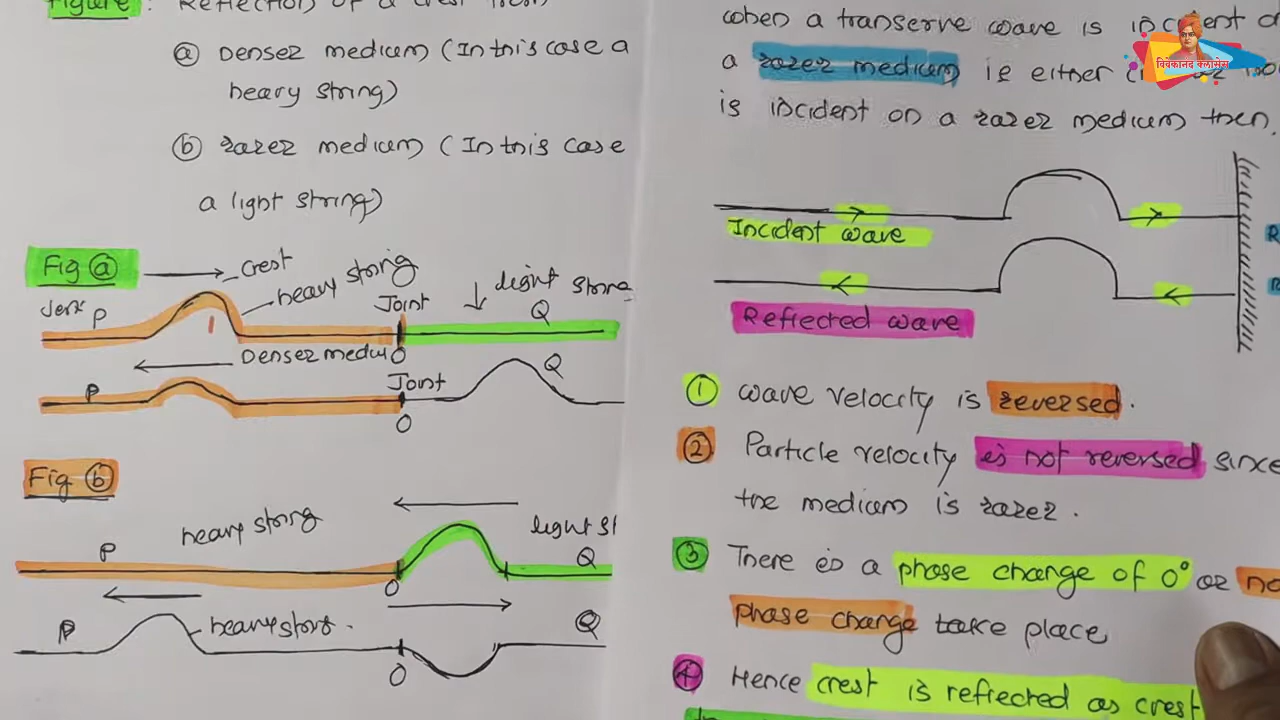 Figure: Reflection of a crest from
ⓐ Denser medium (In this case a
heavy string)
ⓑ rarer medium (In this case
a light string)
Fig ⓐ
crest
heavy string
light string
Jerk P
Joint
Q
Denser medium
O
P
Joint
Q
O
Fig ⓑ
heavy string
light st
P
Q
O
P
heavy string.
Q
O
when a transerve wave is incident
a rarer medium is either
is incident on a rarer medium then,
Incident wave
R
Reflected wave
① wave velocity is reversed.
② Particle velocity is not reversed since
the medium is rarer.
③ There is a phase change of 0° or no
phase change take place
④ Hence crest is reflected as crest
विवेकानंद क्लासेस